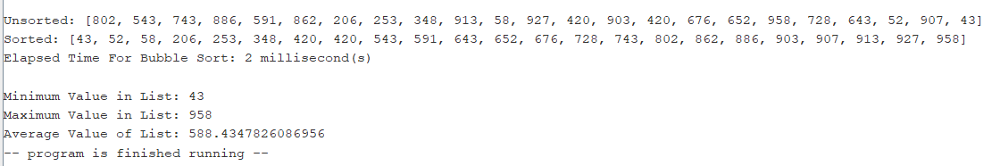 Unsorted: [802, 543, 743, 886, 591, 862, 206, 253, 348, 913, 58, 927, 420, 903, 420, 676, 652, 958, 728, 643, 52, 907, 43]
Sorted: [43, 52, 58, 206, 253, 348, 420, 420, 543, 591, 643, 652, 676, 728, 743, 802, 862, 886, 903, 907, 913, 927, 958]
Elapsed Time For Bubble Sort: 2 millisecond(s)
Minimum Value in List: 43
Maximum Value in List: 958
Average Value of List: 588.4347826086956
-- program is finished running --